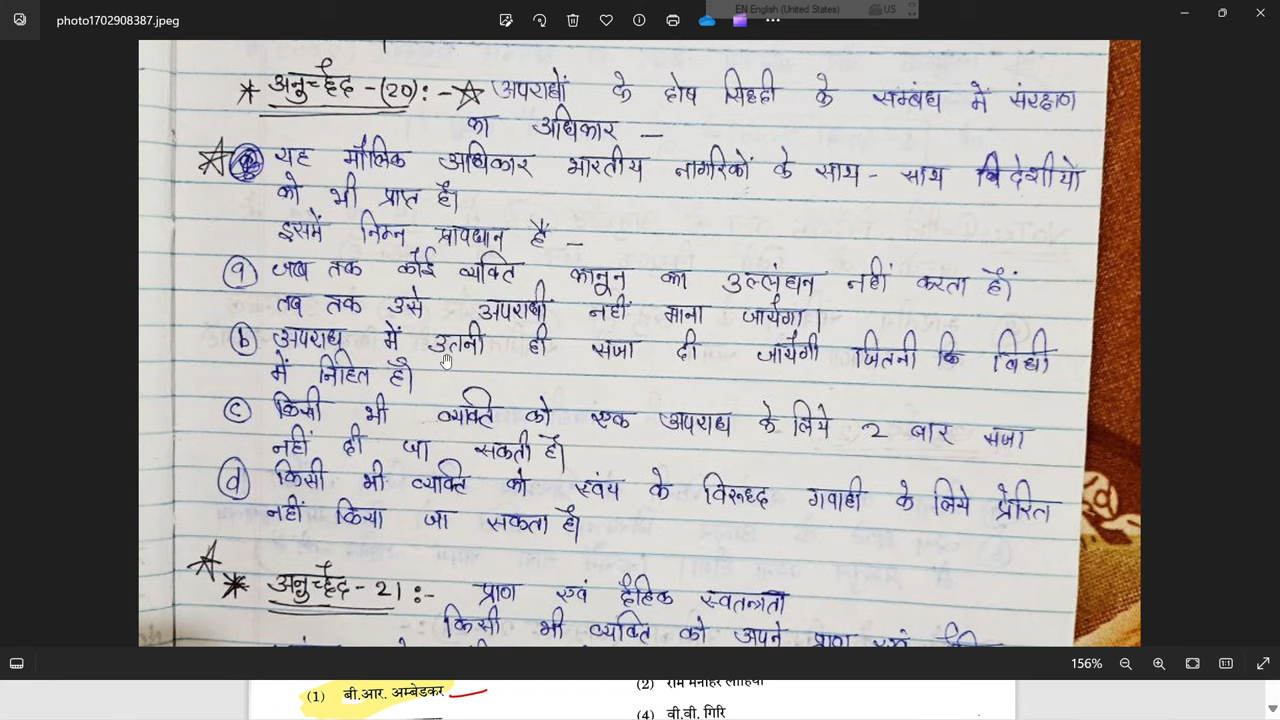 photo1702908387.jpeg
EN English (United States) US
* अनुच्छेद -(20):- ☆ अपराधों के दोष सिद्दी के सम्बंध में संरक्षण
का अधिकार –
यह मौलिक अधिकार भारतीय नागरिकों के साथ - साथ विदेशीयो
को भी प्राप्त है।
इसमें निम्न प्रावधान हैं –
(a) जब तक कोई व्यक्ति कानून का उल्लंघन नहीं करता है।
तब तक उसे अपराधी नहीं माना जायेगा।
(b) अपराध में उतनी ही सजा दी जायेगी जितनी कि विधी
में निहित है।
(c) किसी भी व्यक्ति को एक अपराध के लिये 2 बार सजा
नहीं दी जा सकती है।
(d) किसी भी व्यक्ति को स्वंय के विरूध्द गवाही के लिये प्रेरित
नहीं किया जा सकता है।
* अनुच्छेद - 21 :- प्राण एवं दैहिक स्वतन्त्रता
किसी भी व्यक्ति को अपने प्राण एवं
156%
(1) बी.आर. अम्बेडकर
(2) राम मनोहर लोहिया
(4) वी.वी. गिरि